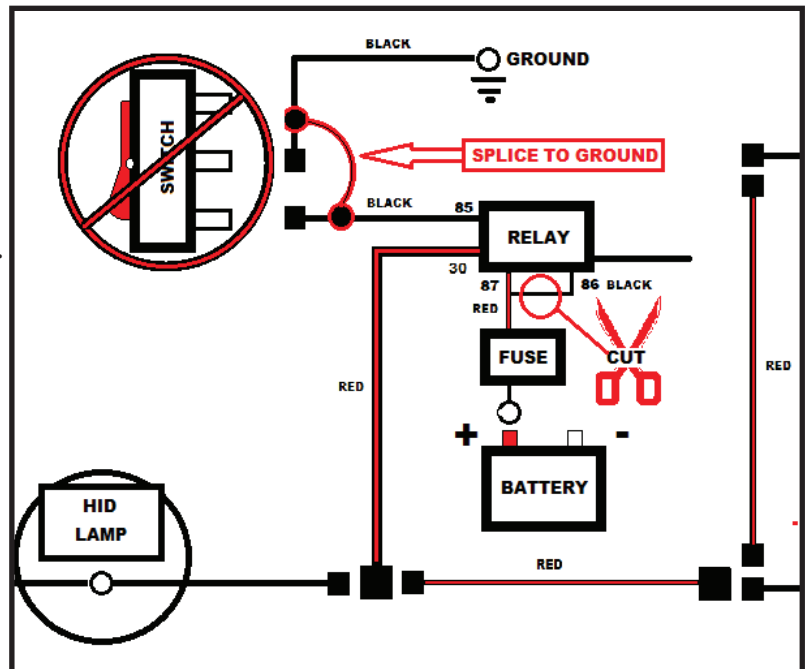 BLACK
GROUND
SWITCH
SPLICE TO GROUND
BLACK
85
RELAY
30
87
86 BLACK
RED
FUSE
CUT
RED
RED
+
-
BATTERY
HID
LAMP
RED